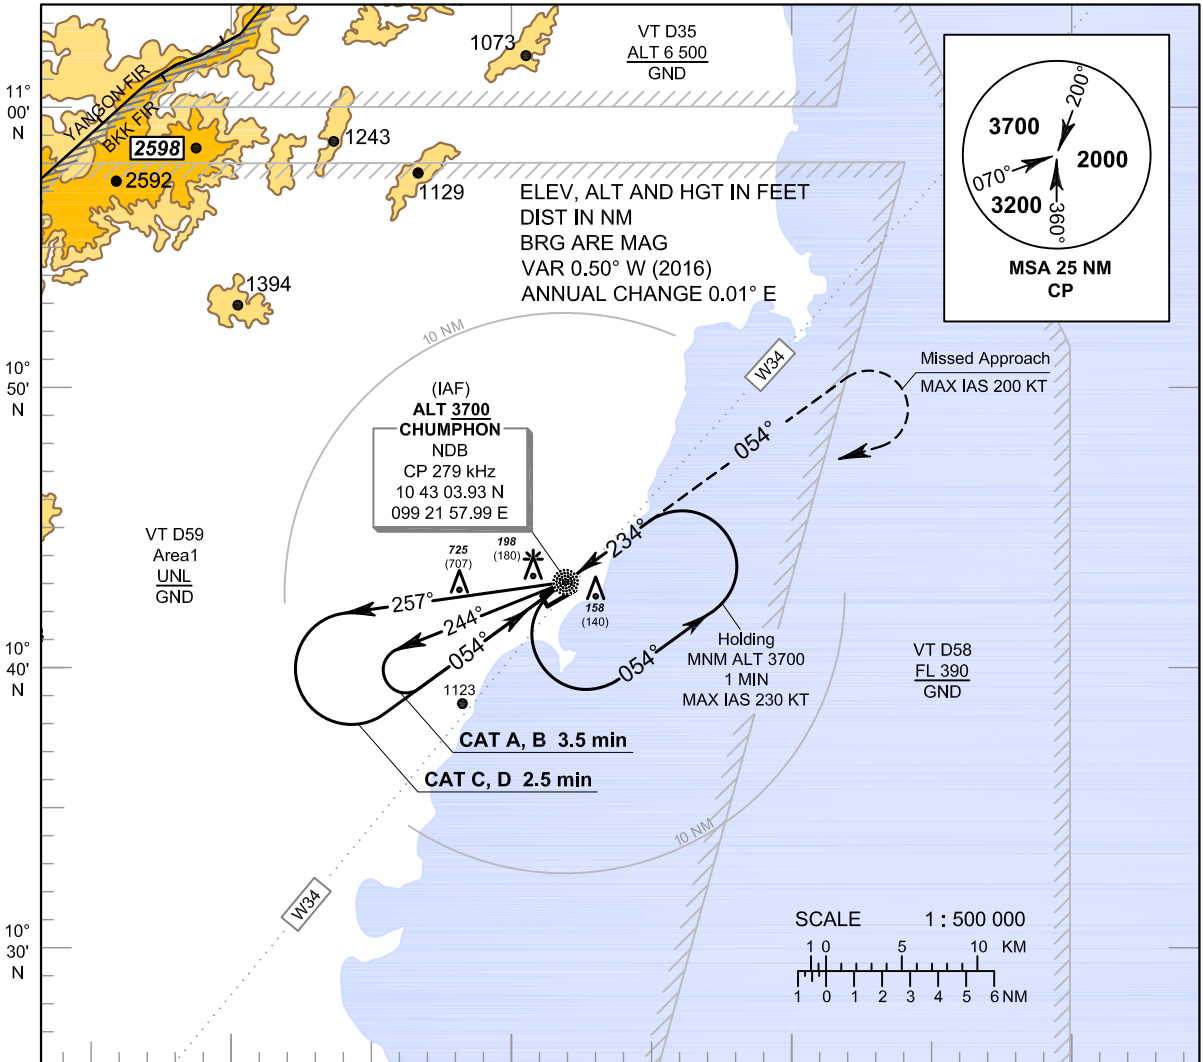 1073
VT D35
ALT 6 500
GND
11
00'
N
YANGON FIR
BKK FIR
2598
2592
1243
1129
1394
ELEV, ALT AND HGT IN FEET
DIST IN NM
BRG ARE MAG
VAR 0.50° W (2016)
ANNUAL CHANGE 0.01° E
200°
3700
2000
070°
3200
360°
MSA 25 NM
CP
10 NM
10°
50'
N
W34
Missed Approach
MAX IAS 200 KT
(IAF)
ALT 3700
CHUMPHON
NDB
CP 279 kHz
10 43 03.93 N
099 21 57.99 E
054°
234°
VT D59
Area1
UNL
GND
725
(707)
198
(180)
158
(140)
257°
244°
054°
054°
10°
40'
N
Holding
MNM ALT 3700
1 MIN
MAX IAS 230 KT
VT D58
FL 390
GND
1123
CAT A, B 3.5 min
CAT C, D 2.5 min
10 NM
W34
10°
30'
N
SCALE 1 : 500 000
1 0 5 10 KM
1 0 1 2 3 4 5 6 NM